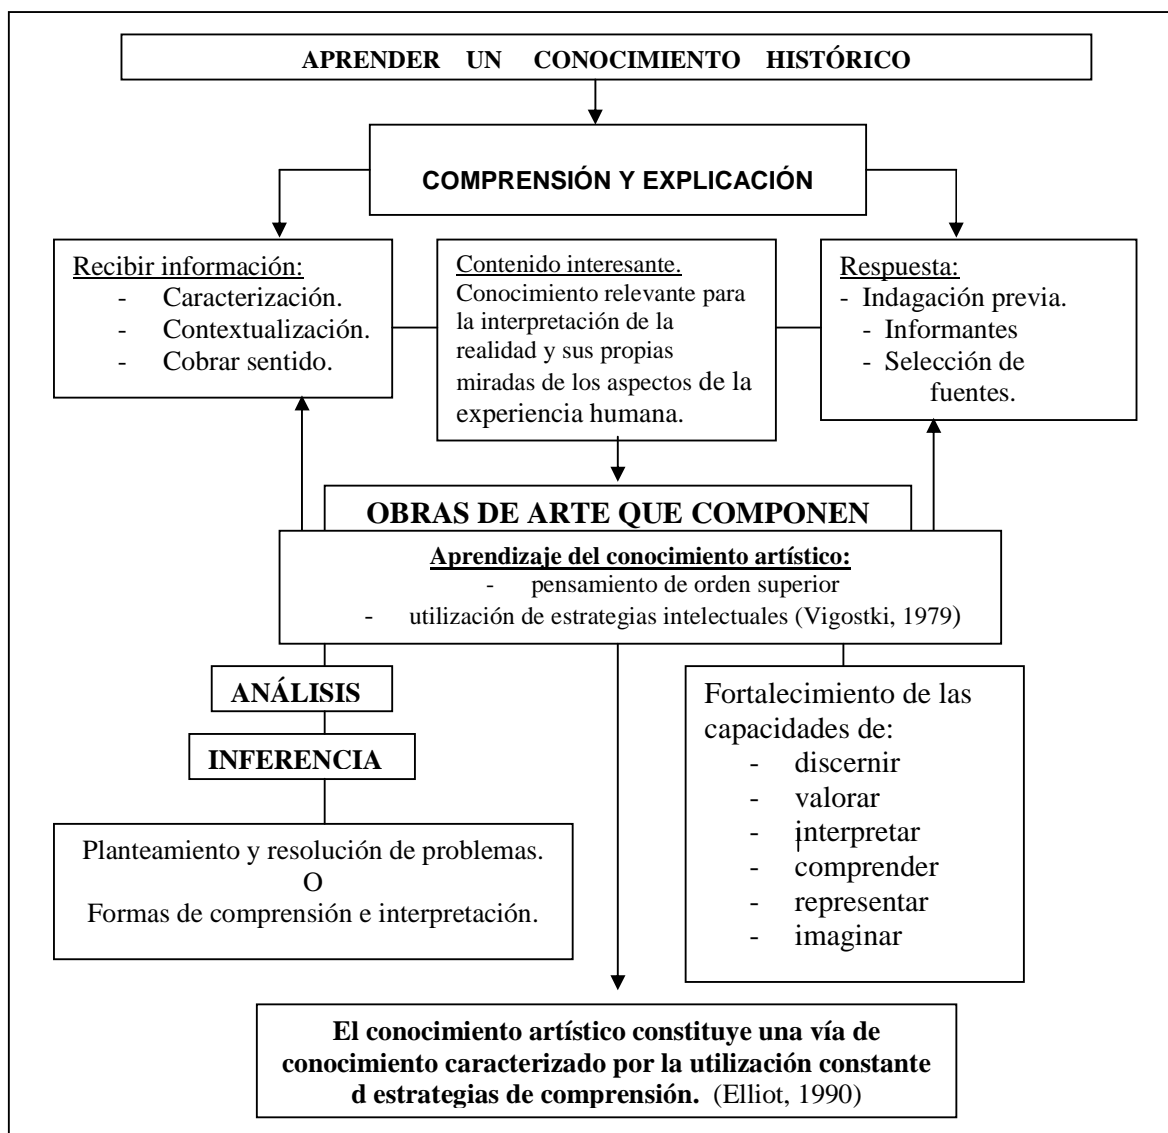 APRENDER UN CONOCIMIENTO HISTÓRICO
COMPRENSIÓN Y EXPLICACIÓN
Recibir información:
- Caracterización.
- Contextualización.
- Cobrar sentido.
Contenido interesante.
Conocimiento relevante para
la interpretación de la
realidad y sus propias
miradas de los aspectos de la
experiencia humana.
Respuesta:
- Indagación previa.
- Informantes
- Selección de
fuentes.
OBRAS DE ARTE QUE COMPONEN
Aprendizaje del conocimiento artístico:
- pensamiento de orden superior
- utilización de estrategias intelectuales (Vigostki, 1979)
ANÁLISIS
INFERENCIA
Planteamiento y resolución de problemas.
O
Formas de comprensión e interpretación.
Fortalecimiento de las
capacidades de:
- discernir
- valorar
- interpretar
- comprender
- representar
- imaginar
El conocimiento artístico constituye una vía de
conocimiento caracterizado por la utilización constante
d estrategias de comprensión. (Elliot, 1990)